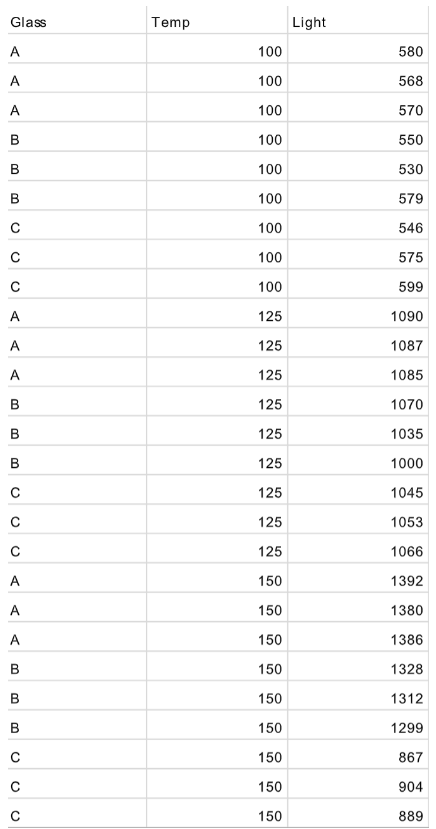 Glass Temp Light
A 100 580
A 100 568
A 100 570
B 100 550
B 100 530
B 100 579
C 100 546
C 100 575
C 100 599
A 125 1090
A 125 1087
A 125 1085
B 125 1070
B 125 1035
B 125 1000
C 125 1045
C 125 1053
C 125 1066
A 150 1392
A 150 1380
A 150 1386
B 150 1328
B 150 1312
B 150 1299
C 150 867
C 150 904
C 150 889